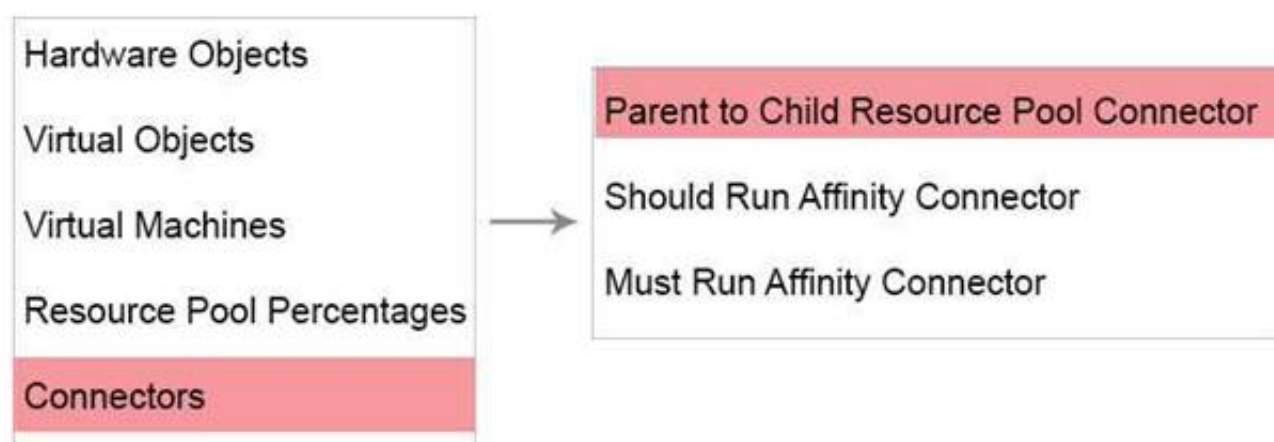 Hardware Objects
Virtual Objects
Virtual Machines
Resource Pool Percentages
Connectors
Parent to Child Resource Pool Connector
Should Run Affinity Connector
Must Run Affinity Connector